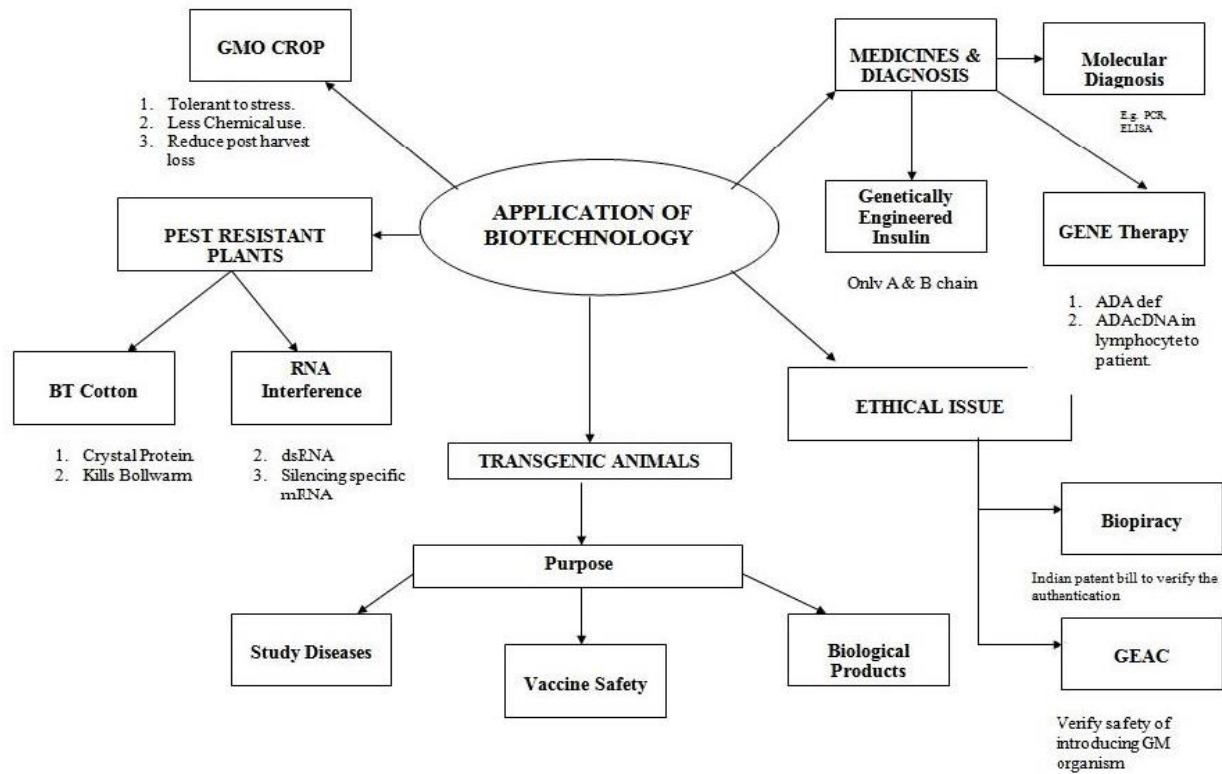 GMO CROP
1. Tolerant to stress.
2. Less Chemical use.
3. Reduce post harvest
loss
MEDICINES &
DIAGNOSIS
Molecular
Diagnosis
E.g. PCR,
ELISA
APPLICATION OF
BIOTECHNOLOGY
Genetically
Engineered
Insulin
Only A & B chain
GENE Therapy
1. ADA def
2. ADAcDNA in
lymphocyte to
patient.
PEST RESISTANT
PLANTS
BT Cotton
1. Crystal Protein
2. Kills Bollwarm
RNA
Interference
2. dsRNA
3. Silencing specific
mRNA
TRANSGENIC ANIMALS
Purpose
Study Diseases
Vaccine Safety
Biological
Products
ETHICAL ISSUE
Biopiracy
Indian patent bill to verify the
authentication
GEAC
Verify safety of
introducing GM
organism